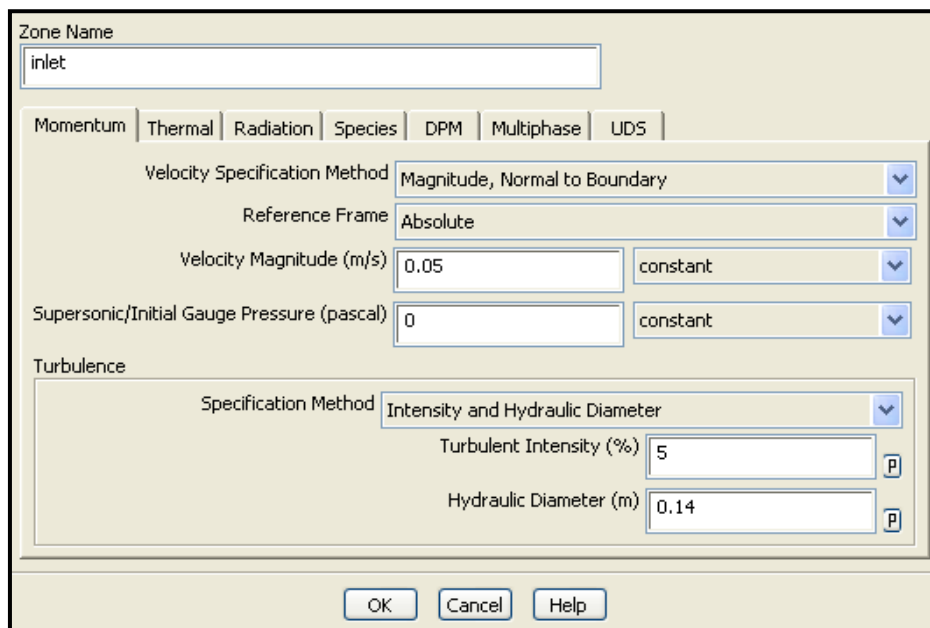 Zone Name
inlet
Momentum Thermal Radiation Species DPM Multiphase UDS
Velocity Specification Method Magnitude, Normal to Boundary
Reference Frame Absolute
Velocity Magnitude (m/s) 0.05 constant
Supersonic/Initial Gauge Pressure (pascal) 0 constant
Turbulence
Specification Method Intensity and Hydraulic Diameter
Turbulent Intensity (%) 5 P
Hydraulic Diameter (m) 0.14 P
OK Cancel Help